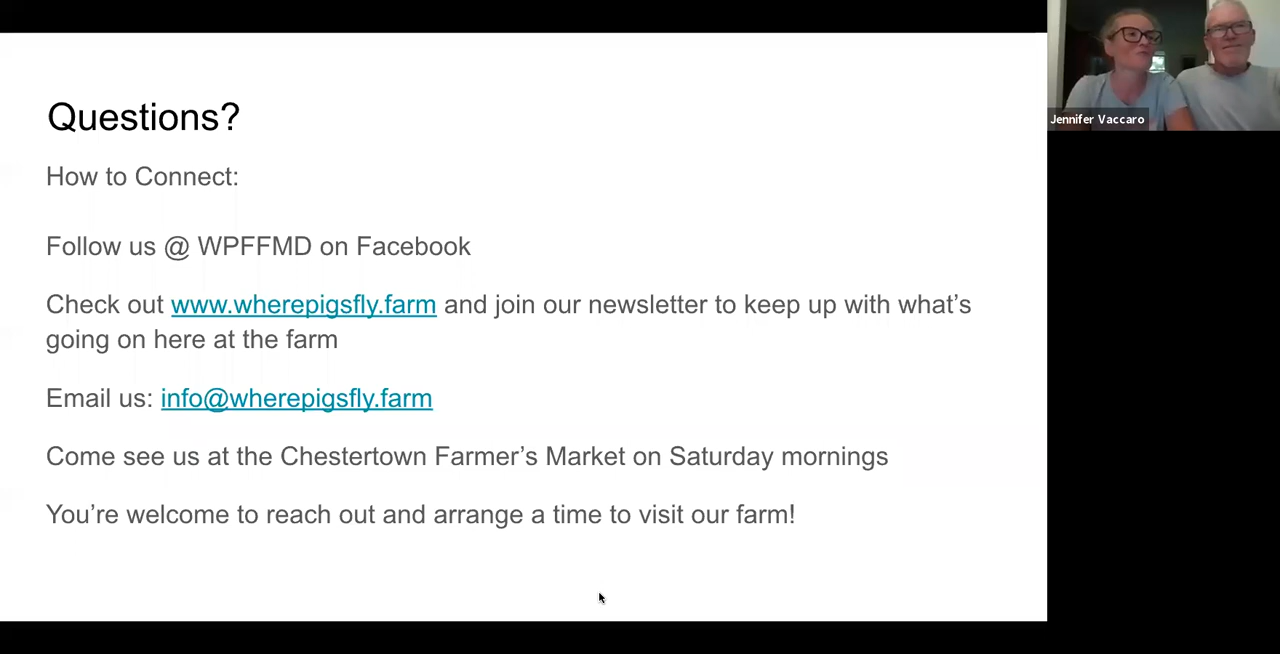 Questions?
How to Connect:
Follow us @ WPFFMD on Facebook
Check out www.wherepigsfly.farm and join our newsletter to keep up with what’s
going on here at the farm
Email us: info@wherepigsfly.farm
Come see us at the Chestertown Farmer’s Market on Saturday mornings
You’re welcome to reach out and arrange a time to visit our farm!
Jennifer Vaccaro